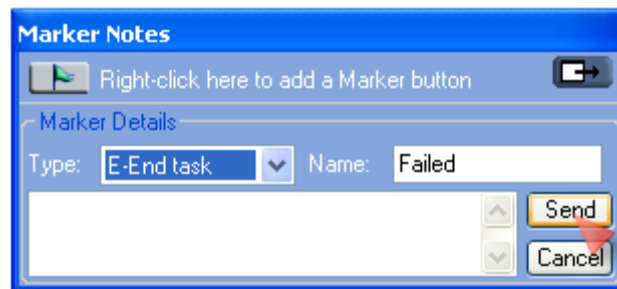 Marker Notes
Right-click here to add a Marker button
Marker Details
Type: E-End task Name: Failed
Send
Cancel